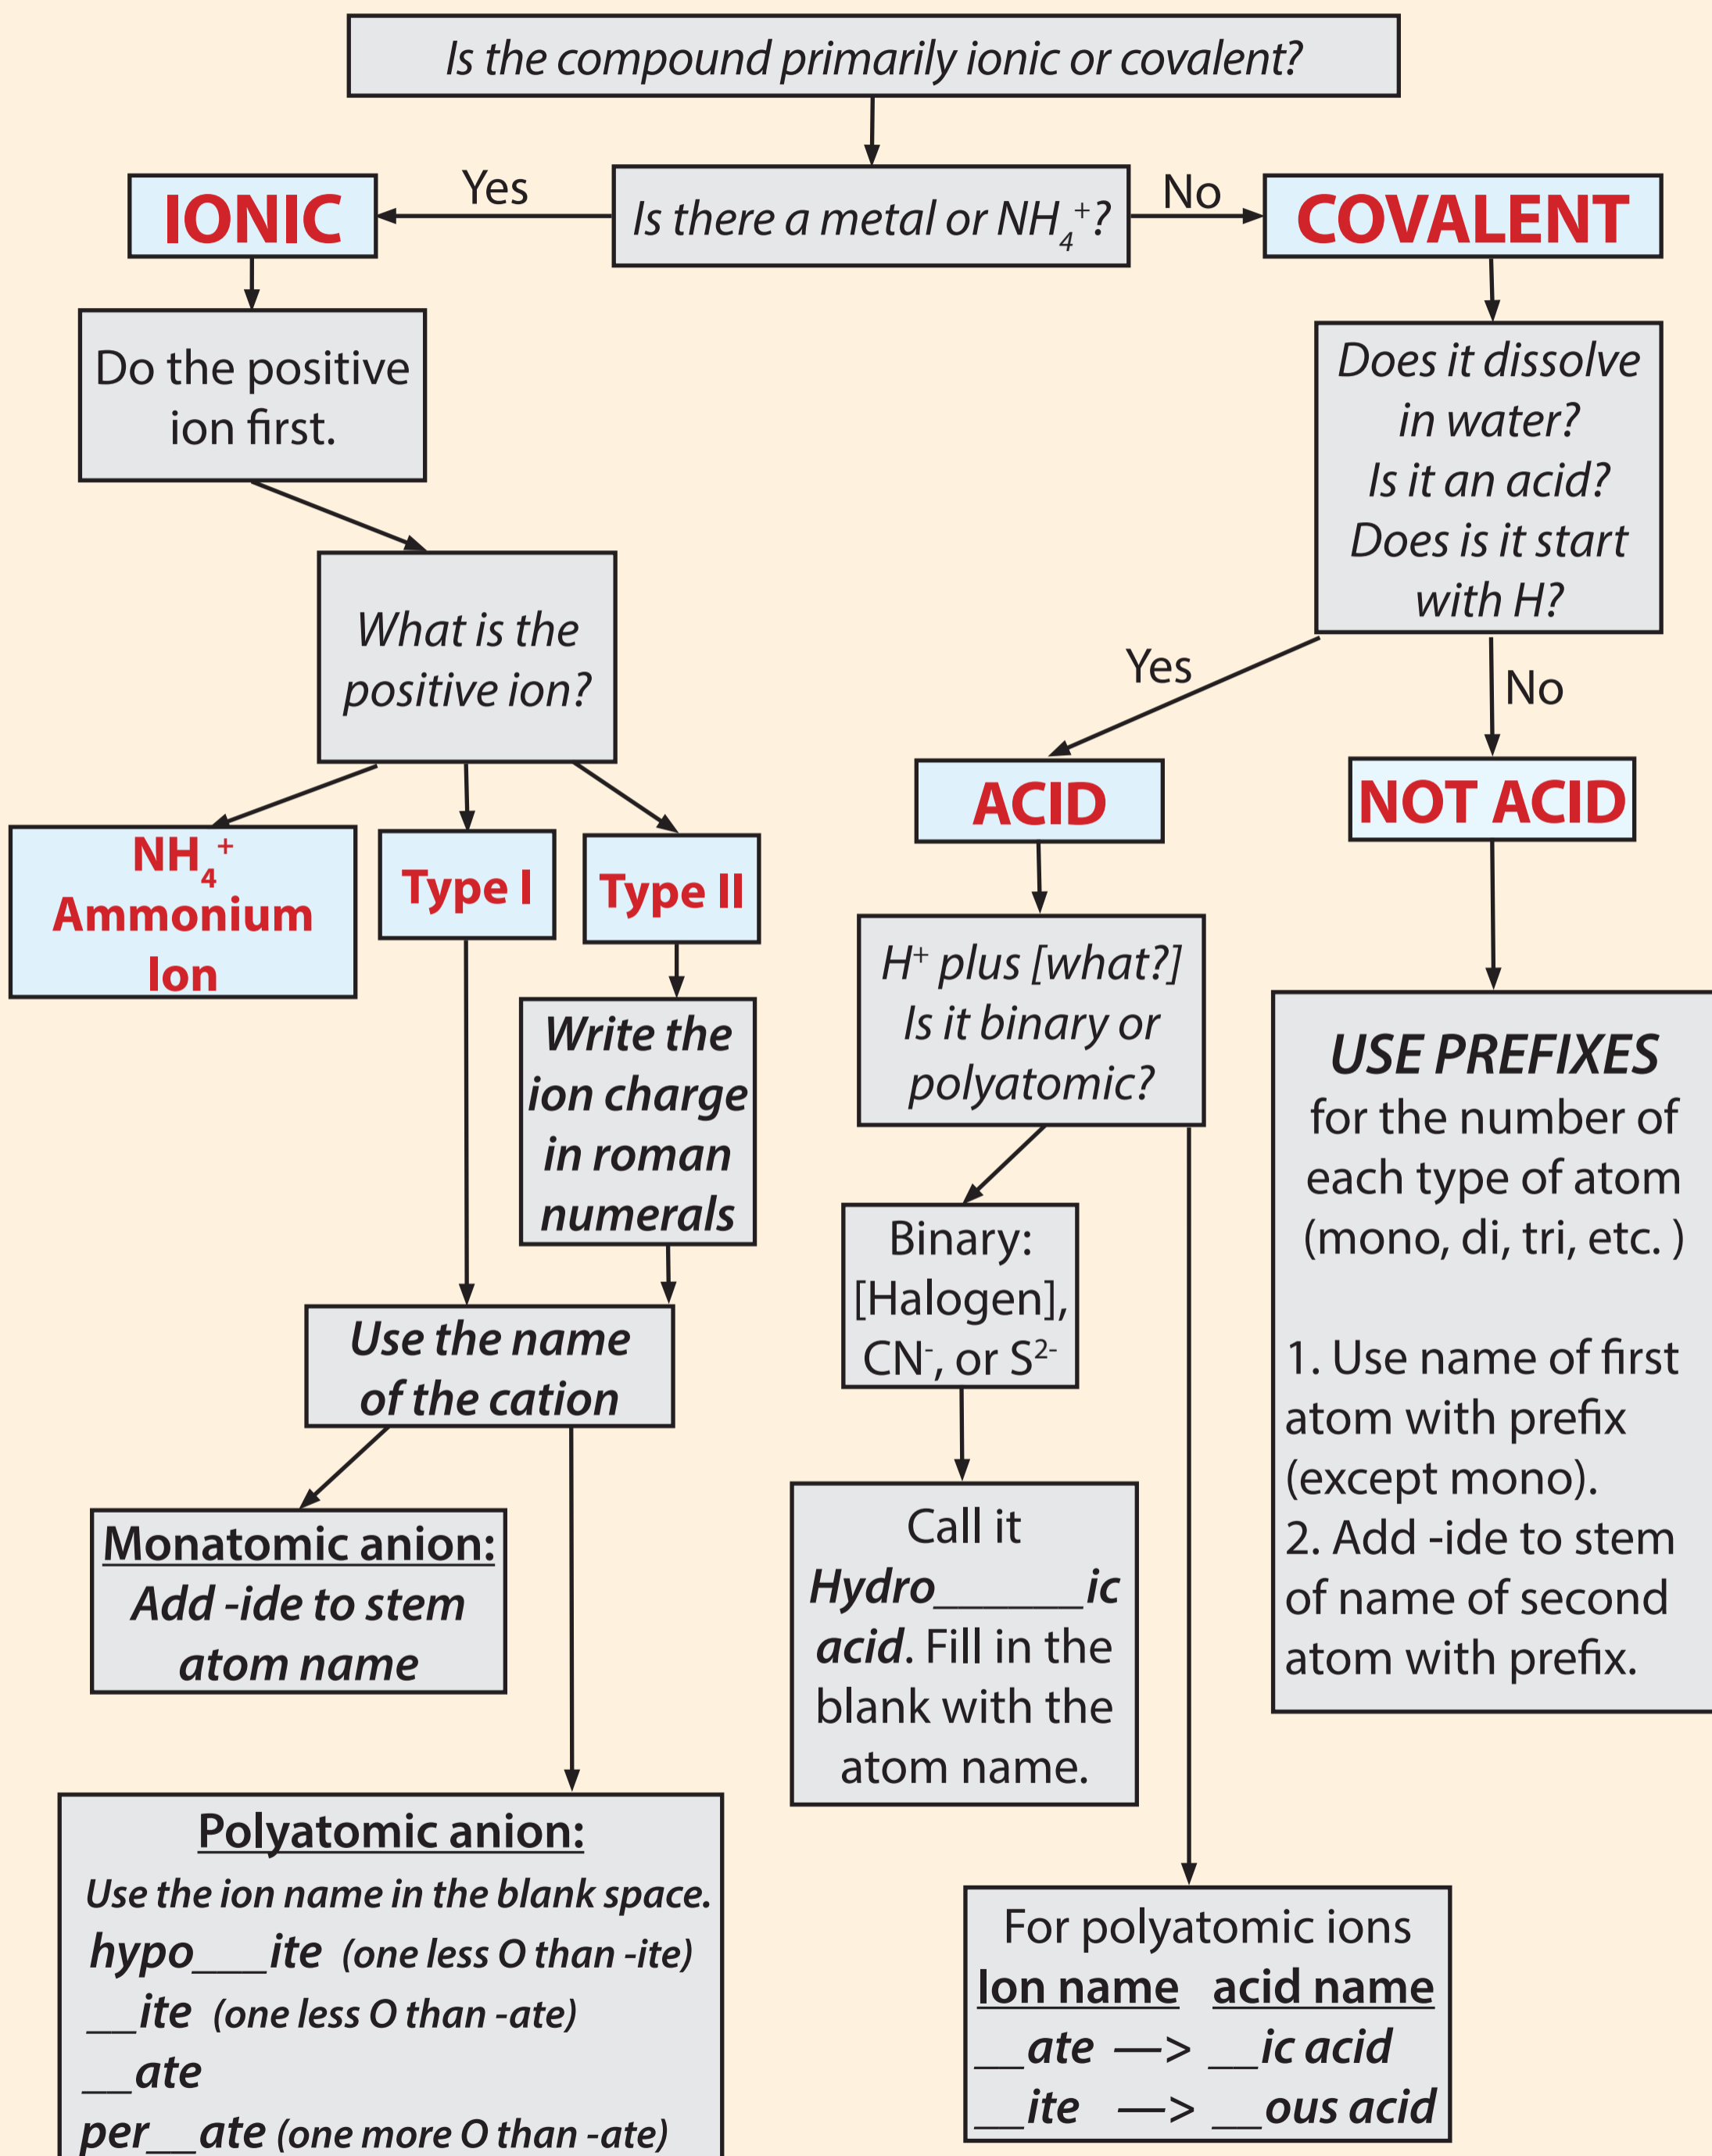 Is the compound primarily ionic or covalent?
Is there a metal or NH₄⁺?
Yes
No
IONIC
COVALENT
Do the positive
ion first.
Does it dissolve
in water?
Is it an acid?
Does is it start
with H?
What is the
positive ion?
Yes
No
ACID
NOT ACID
NH₄⁺
Ammonium
Ion
Type I
Type II
Write the
ion charge
in roman
numerals
H⁺ plus [what?]
Is it binary or
polyatomic?
USE PREFIXES
for the number of
each type of atom
(mono, di, tri, etc. )
1. Use name of first
atom with prefix
(except mono).
2. Add -ide to stem
of name of second
atom with prefix.
Binary:
[Halogen],
CN⁻, or S²⁻
Use the name
of the cation
Monatomic anion:
Add -ide to stem
atom name
Call it
Hydro______ic
acid. Fill in the
blank with the
atom name.
Polyatomic anion:
Use the ion name in the blank space.
hypo___ite (one less O than -ite)
__ite (one less O than -ate)
__ate
per__ate (one more O than -ate)
For polyatomic ions
Ion name acid name
__ate —> __ic acid
__ite —> __ous acid